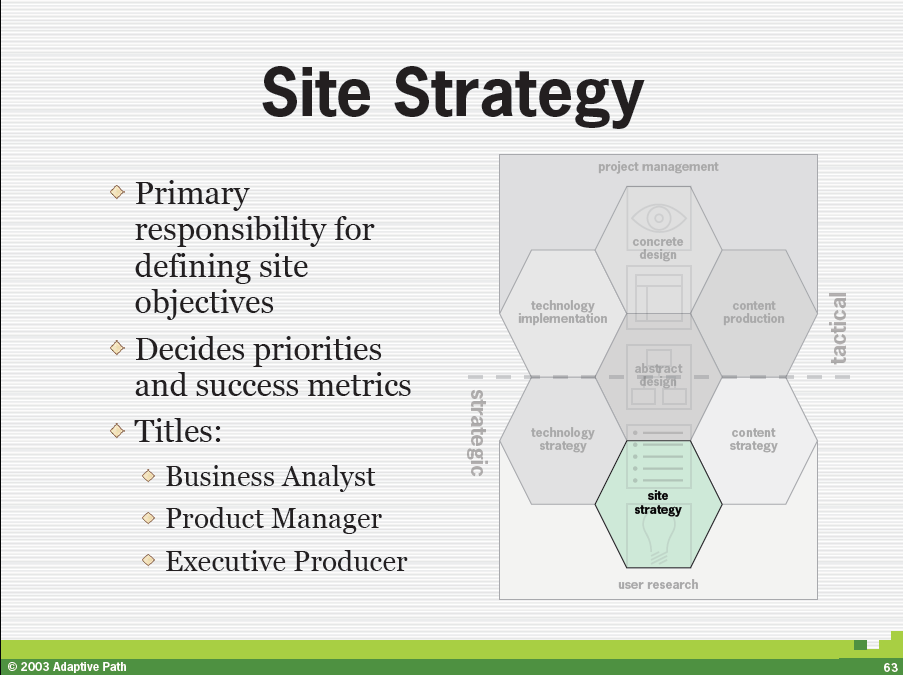 Site Strategy
Primary
responsibility for
defining site
objectives
Decides priorities
and success metrics
Titles:
Business Analyst
Product Manager
Executive Producer
project management
concrete
design
technology
implementation
content
production
tactical
abstract
design
strategic
technology
strategy
content
strategy
site
strategy
user research
© 2003 Adaptive Path
63